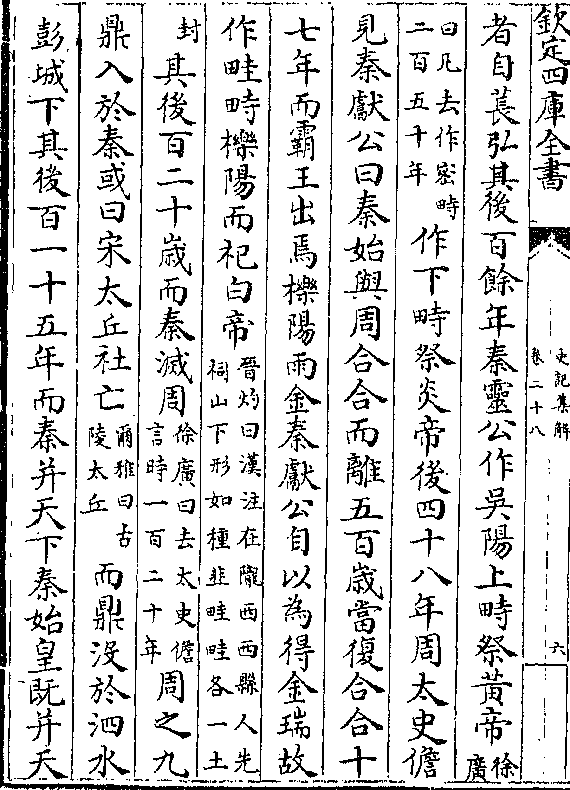 欽定四庫全書
史記集解
卷二十八
六
者自萇弘其後百餘年秦靈公作吳陽上畤祭黃帝徐廣
曰凡去作密畤二百五十年作下畤祭炎帝後四十八年周太史儋
見秦獻公曰秦始與周合合而離五百歲當復合合十
七年而霸王出焉櫟陽雨金秦獻公自以為得金瑞故
作畦畤櫟陽而祀白帝晉灼曰漢注在隴西西縣人先祠山下形如種韭畦畦各一土
封其後百二十歲而秦滅周徐廣曰去太史儋言時一百二十年周之九
鼎入於秦或曰宋太丘社亡爾雅曰古陵太丘而鼎没於泗水
彭城下其後百一十五年而秦并天下秦始皇既并天